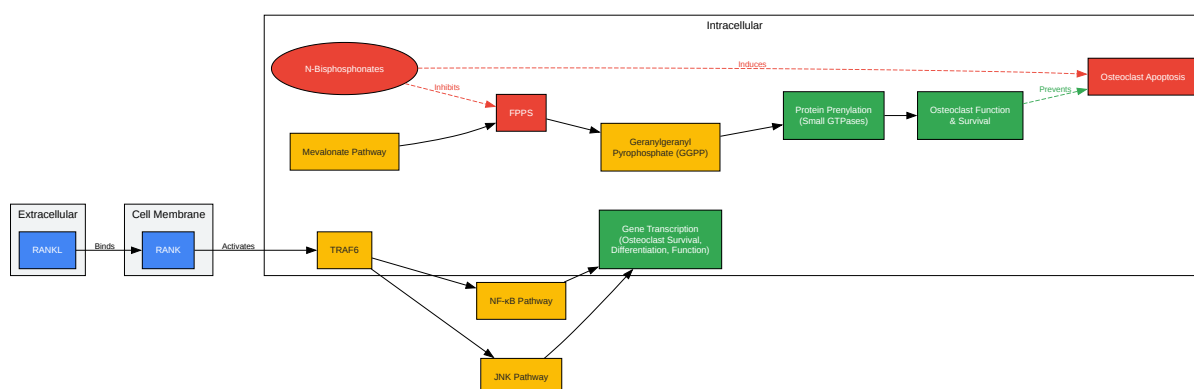 Intracellular
N-Bisphosphonates
Induces
Osteoclast Apoptosis
Inhibits
Prevents
FPPS
Protein Prenylation
(Small GTPases)
Osteoclast Function
& Survival
Mevalonate Pathway
Geranylgeranyl
Pyrophosphate (GGPP)
Extracellular
Cell Membrane
RANKL
Binds
RANK
Activates
TRAF6
Gene Transcription
(Osteoclast Survival,
Differentiation, Function)
NF-κB Pathway
JNK Pathway